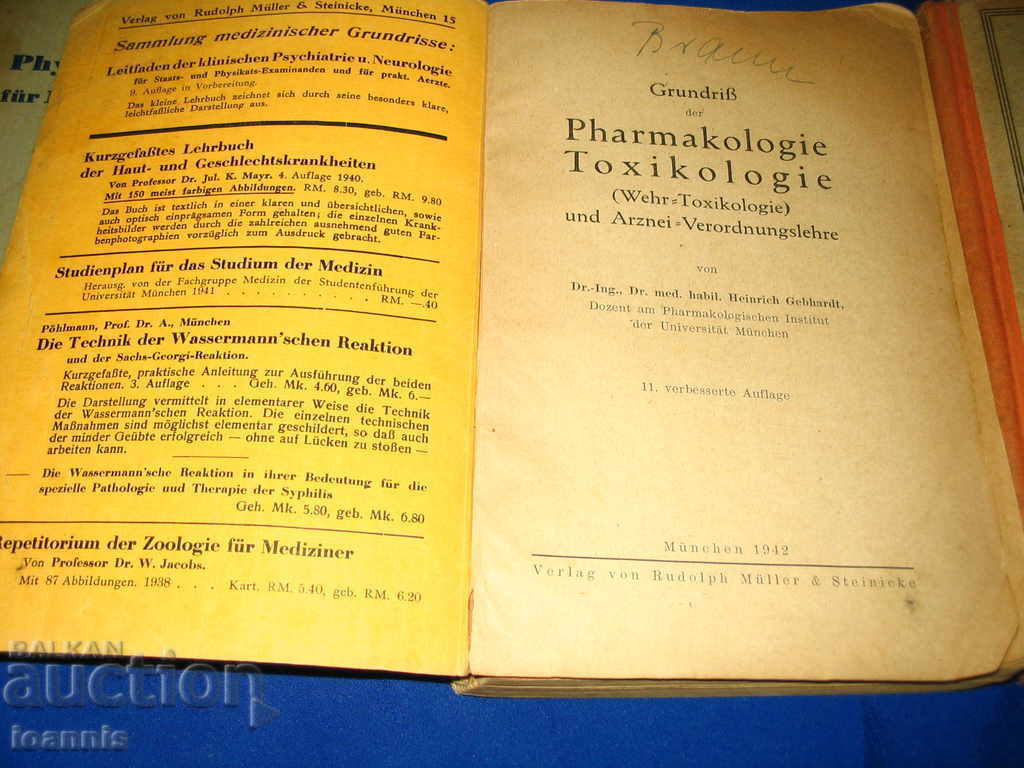 Phy
für
Verlag von Rudolph Müller & Steinicke, München 15
Sammlung medizinischer Grundrisse:
Leitfaden der klinischen Psychiatrie u. Neurologie
für Staats- und Physikats-Examinanden und für prakt. Aerzte.
9. Auflage in Vorbereitung.
Das kleine Lehrbuch zeichnet sich durch seine besonders klare,
leichtfaßliche Darstellung aus.
Kurzgefaßtes Lehrbuch
der Haut- und Geschlechtskrankheiten
Von Professor Dr. Jul. K. Mayr. 4. Auflage 1940.
Mit 150 meist farbigen Abbildungen. RM. 8.30, geb. RM. 9.80
Das Buch ist textlich in einer klaren und übersichtlichen, sowie
auch optisch einprägsamen Form gehalten; die einzelnen Krank-
heitsbilder werden durch die zahlreichen ausnehmend guten Far-
benphotographien vorzüglich zum Ausdruck gebracht.
Studienplan für das Studium der Medizin
Herausg. von der Fachgruppe Medizin der Studentenführung der
Universität München 1941 . . . . . . . . . . RM. —.40
Pöhlmann, Prof. Dr. A., München
Die Technik der Wassermann'schen Reaktion
und der Sachs-Georgi-Reaktion.
Kurzgefaßte, praktische Anleitung zur Ausführung der beiden
Reaktionen. 3. Auflage . . . Geh. Mk. 4.60, geb. Mk. 6.—
Die Darstellung vermittelt in elementarer Weise die Technik
der Wassermann'schen Reaktion. Die einzelnen technischen
Maßnahmen sind möglichst elementar geschildert, so daß auch
der minder Geübte erfolgreich — ohne auf Lücken zu stoßen —
arbeiten kann.
— Die Wassermann'sche Reaktion in ihrer Bedeutung für die
spezielle Pathologie und Therapie der Syphilis
Geh. Mk. 5.80, geb. Mk. 6.80
Repetitorium der Zoologie für Mediziner
Von Professor Dr. W. Jacobs.
Mit 87 Abbildungen. 1938 . . . Kart. RM. 5.40, geb. RM. 6.20
Braun
Grundriß
der
Pharmakologie
Toxikologie
(Wehr=Toxikologie)
und Arznei=Verordnungslehre
von
Dr.-Ing., Dr. med. habil. Heinrich Gebhardt,
Dozent am Pharmakologischen Institut
der Universität München
11. verbesserte Auflage
München 1942
Verlag von Rudolph Müller & Steinicke
BALKAN
auction
ioannis